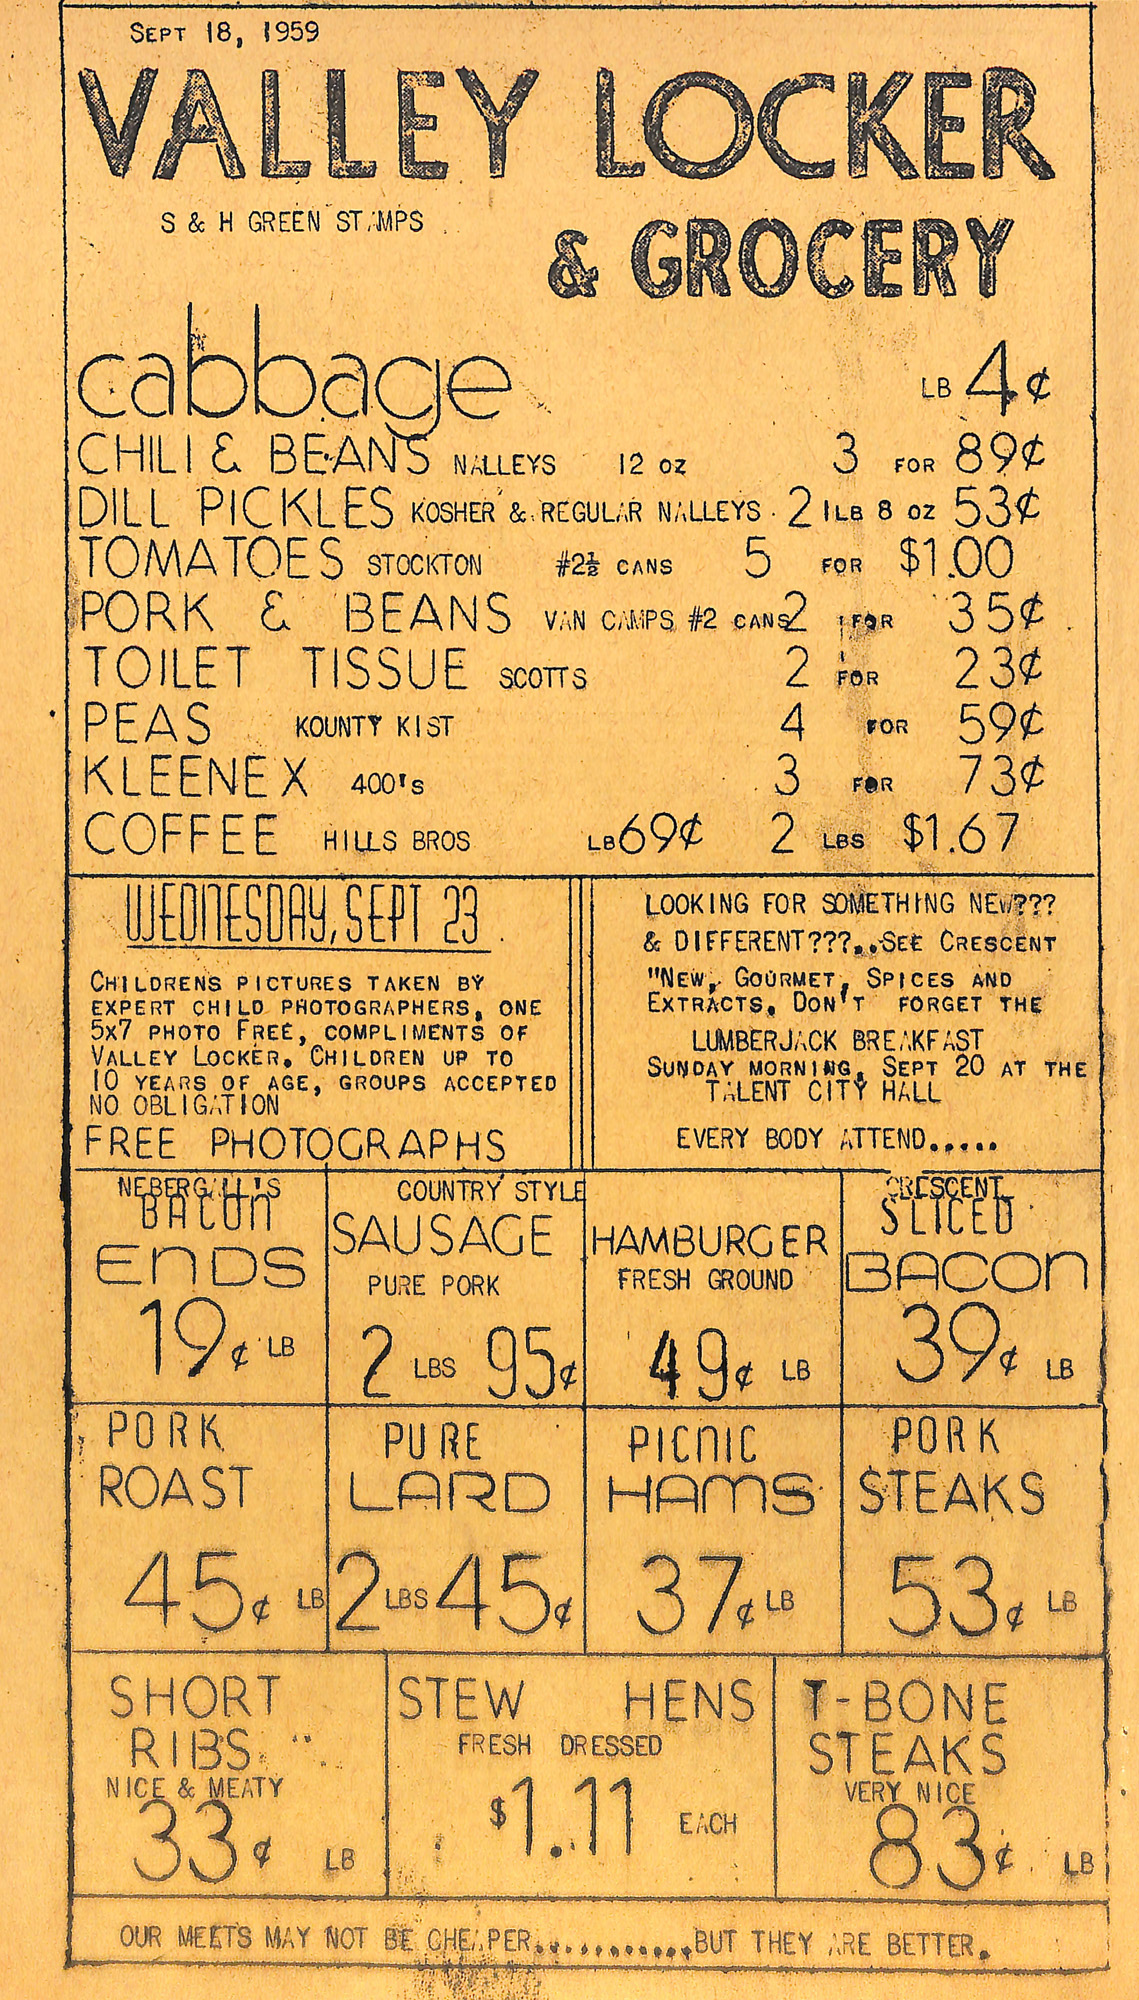 SEPT 18, 1959
VALLEY LOCKER
S & H GREEN STAMPS
& GROCERY
cabbage LB 4¢
CHILI & BEANS NALLEYS 12 OZ 3 FOR 89¢
DILL PICKLES KOSHER & REGULAR NALLEYS 2 1LB 8 OZ 53¢
TOMATOES STOCKTON #2½ CANS 5 FOR $1.00
PORK & BEANS VAN CAMPS #2 CANS 2 FOR 35¢
TOILET TISSUE SCOTTS 2 FOR 23¢
PEAS KOUNTY KIST 4 FOR 59¢
KLEENEX 400's 3 FOR 73¢
COFFEE HILLS BROS LB 69¢ 2 LBS $1.67
WEDNESDAY, SEPT 23
CHILDRENS PICTURES TAKEN BY
EXPERT CHILD PHOTOGRAPHERS, ONE
5X7 PHOTO FREE, COMPLIMENTS OF
VALLEY LOCKER. CHILDREN UP TO
10 YEARS OF AGE, GROUPS ACCEPTED
NO OBLIGATION
FREE PHOTOGRAPHS
LOOKING FOR SOMETHING NEW???
& DIFFERENT???..SEE CRESCENT
"NEW, GOURMET, SPICES AND
EXTRACTS. DON'T FORGET THE
LUMBERJACK BREAKFAST
SUNDAY MORNING, SEPT 20 AT THE
TALENT CITY HALL
EVERY BODY ATTEND.....
NEBERGALL'S
BACON
ENDS
19¢ LB
COUNTRY STYLE
SAUSAGE
PURE PORK
2 LBS 95¢
HAMBURGER
FRESH GROUND
49¢ LB
CRESCENT
SLICED
BACON
39¢ LB
PORK
ROAST
45¢ LB
PURE
LARD
2 LBS 45¢
PICNIC
HAMS
37¢ LB
PORK
STEAKS
53¢ LB
SHORT
RIBS
NICE & MEATY
33¢ LB
STEW HENS
FRESH DRESSED
$1.11 EACH
T-BONE
STEAKS
VERY NICE
83¢ LB
OUR MEETS MAY NOT BE CHEAPER............BUT THEY ARE BETTER.